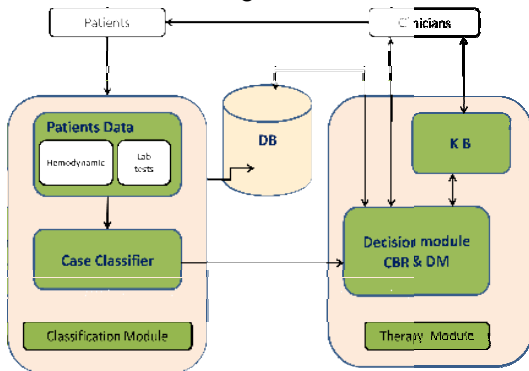 Patients
Clinicians
Patients Data
Hemodynamic
Lab
tests
DB
K B
Case Classifier
Decision module
CBR & DM
Classification Module
Therapy Module